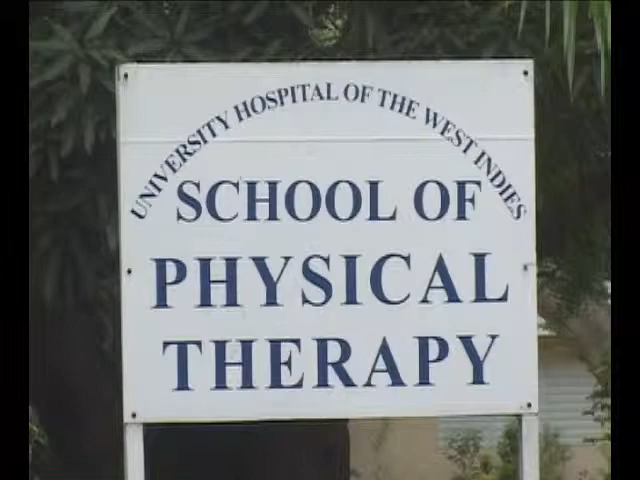 UNIVERSITY HOSPITAL OF THE WEST INDIES
SCHOOL OF
PHYSICAL
THERAPY